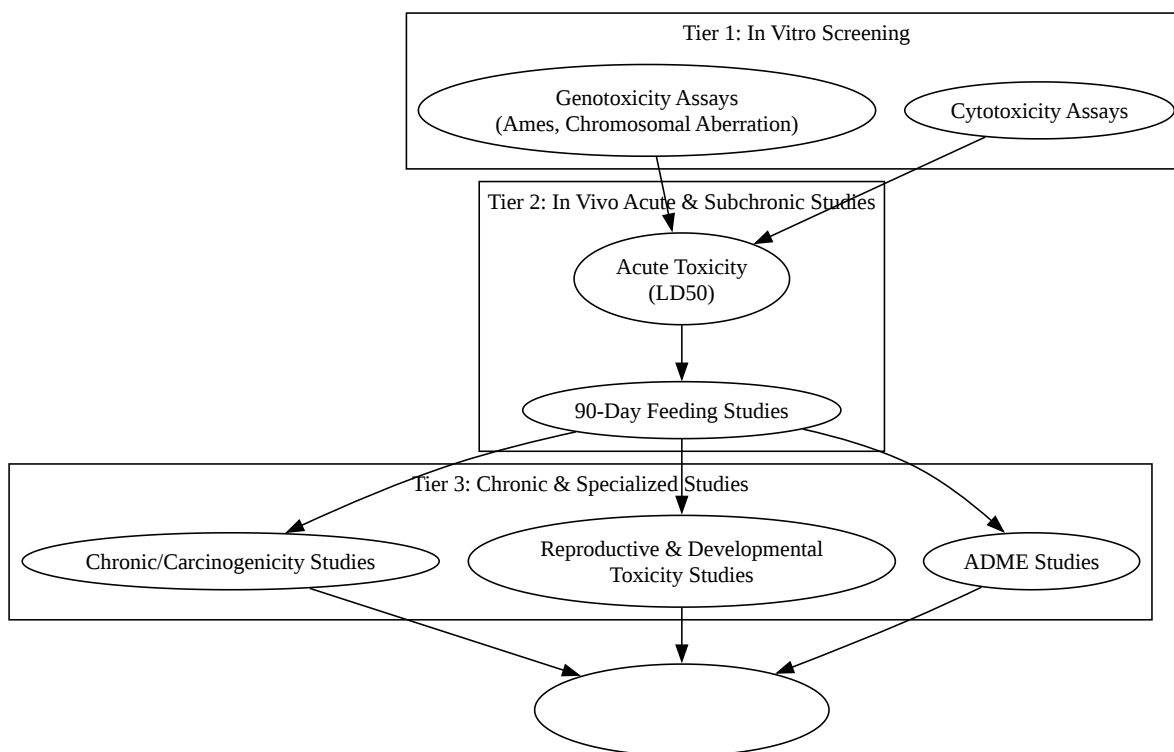 Tier 1: In Vitro Screening
Genotoxicity Assays
(Ames, Chromosomal Aberration)
Cytotoxicity Assays
Tier 2: In Vivo Acute & Subchronic Studies
Acute Toxicity
(LD50)
90-Day Feeding Studies
Tier 3: Chronic & Specialized Studies
Chronic/Carcinogenicity Studies
Reproductive & Developmental
Toxicity Studies
ADME Studies